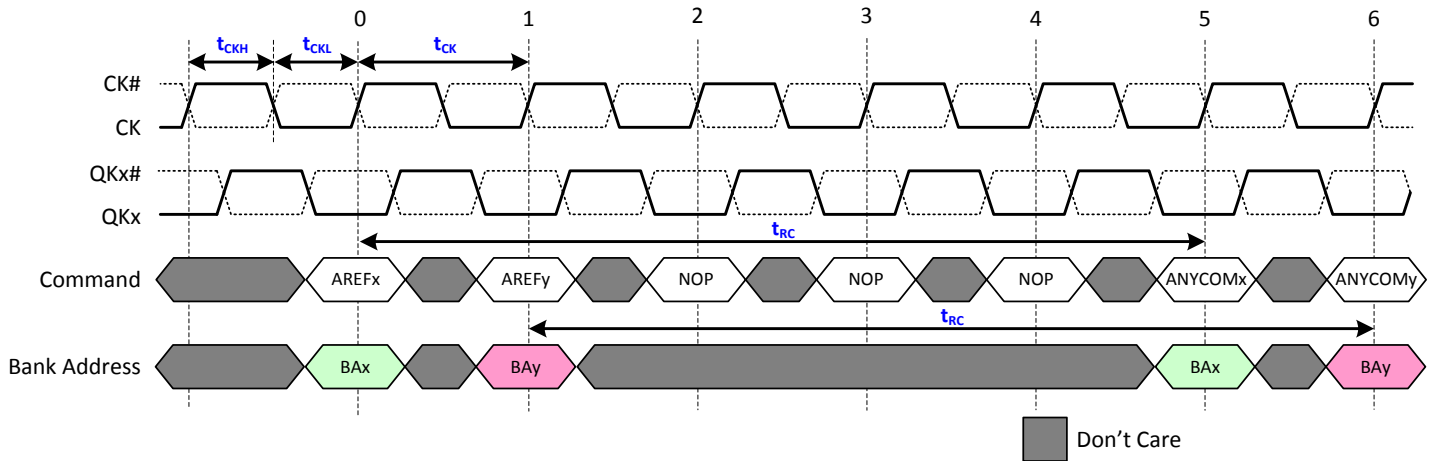 0 1 2 3 4 5 6
tCKH tCKL tCK
CK#
CK
QKx#
QKx
tRC
Command AREFx AREFy NOP NOP NOP ANYCOMx ANYCOMy
tRC
Bank Address BAx BAy BAx BAy
Don't Care